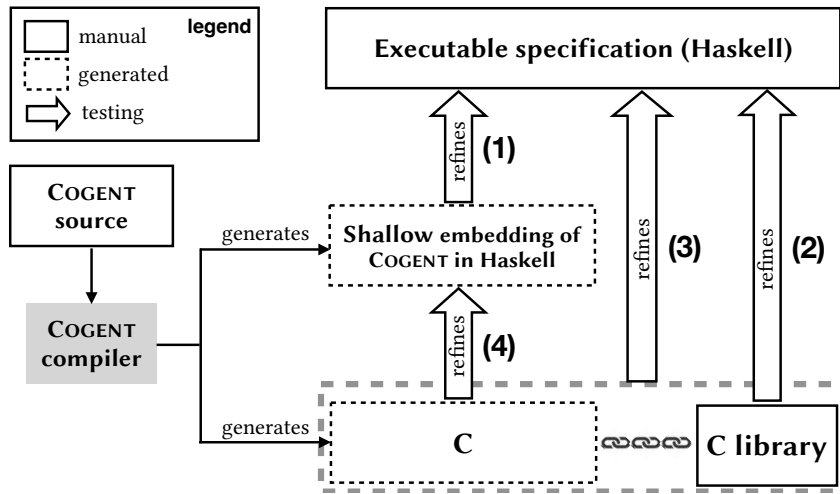 legend
manual
generated
testing
Executable specification (Haskell)
refines
(1)
refines
(3)
refines
(2)
COGENT
source
generates
Shallow embedding of
COGENT in Haskell
COGENT
compiler
refines
(4)
generates
C
C library